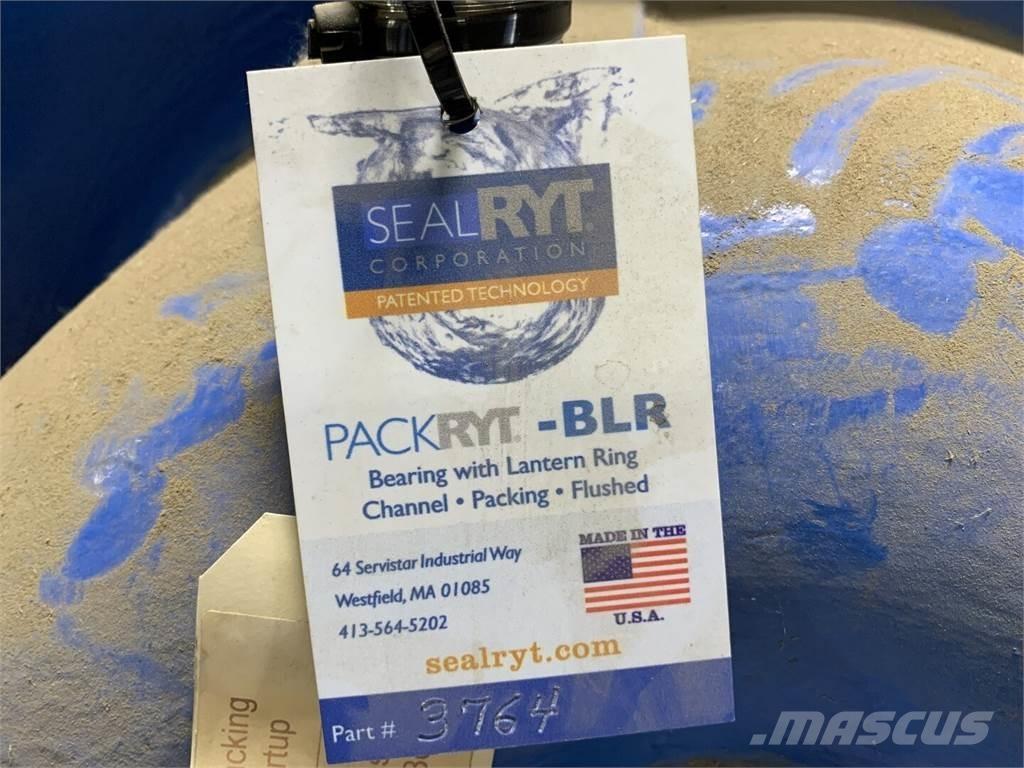 SEALRYT.
CORPORATION
PATENTED TECHNOLOGY
PACKRYT. -BLR
Bearing with Lantern Ring
Channel • Packing • Flushed
64 Servistar Industrial Way
Westfield, MA 01085
413-564-5202
MADE IN THE
U.S.A.
sealryt.com
Part # 3764
MASCUS